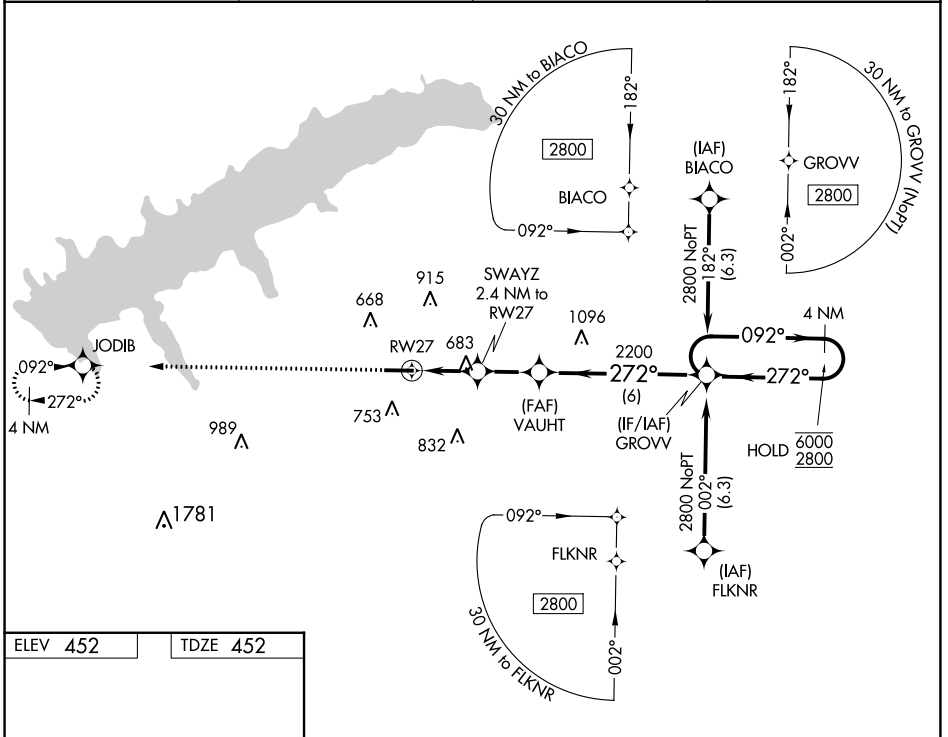 30 NM to BIACO
182°
2800
BIACO
092°
(IAF)
BIACO
2800 NoPT
182°
(6.3)
30 NM to GROVV (NoPT)
182°
GROVV
2800
002°
915
668
SWAYZ
2.4 NM to
RW27
1096
683
RW27
2200
272°
(6)
(FAF)
VAUHT
(IF/IAF)
GROVV
092°
4 NM
272°
HOLD 6000
2800
JODIB
092°
272°
4 NM
753
832
989
1781
2800 NoPT
002°
(6.3)
(IAF)
FLKNR
092°
FLKNR
2800
002°
30 NM to FLKNR
ELEV 452
TDZE 452